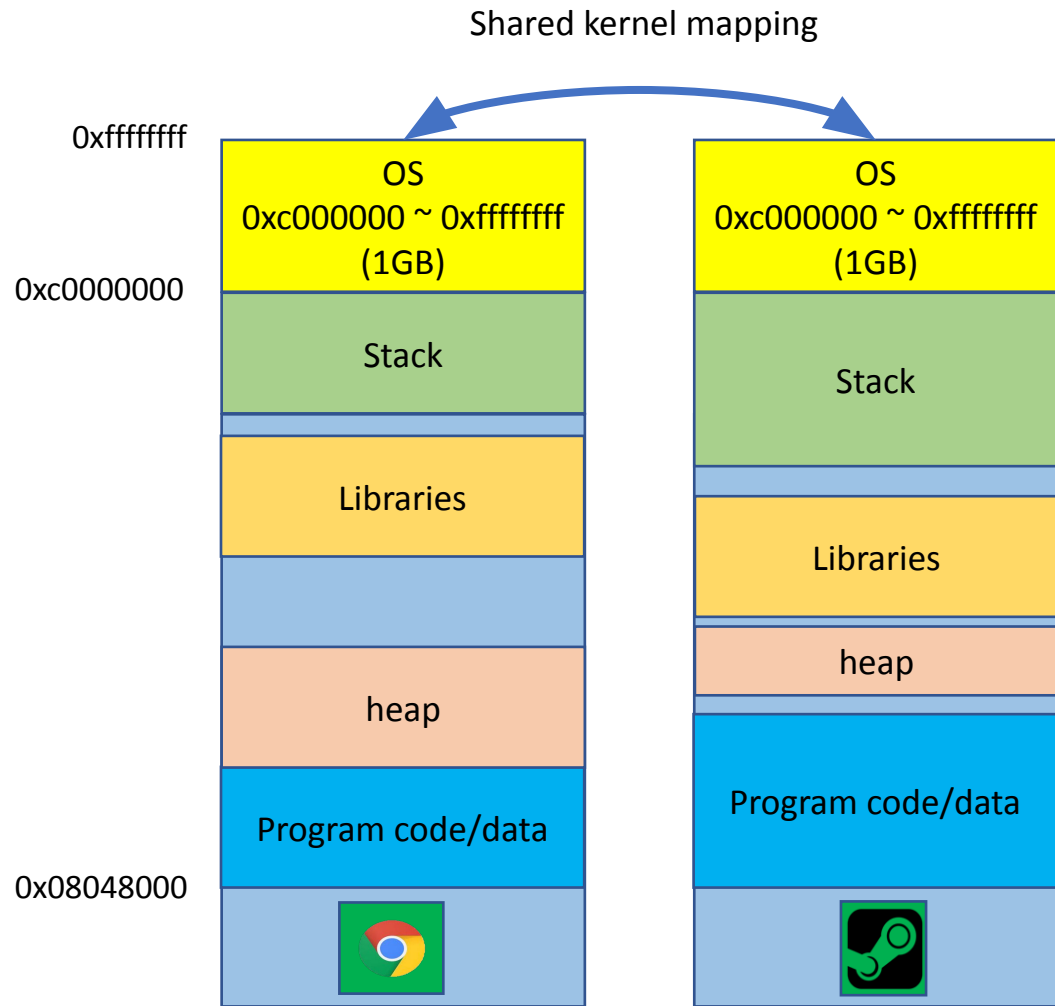 Shared kernel mapping
0xffffffff
OS
0xc000000 ~ 0xffffffff
(1GB)
OS
0xc000000 ~ 0xffffffff
(1GB)
0xc0000000
Stack
Stack
Libraries
Libraries
heap
heap
Program code/data
Program code/data
0x08048000